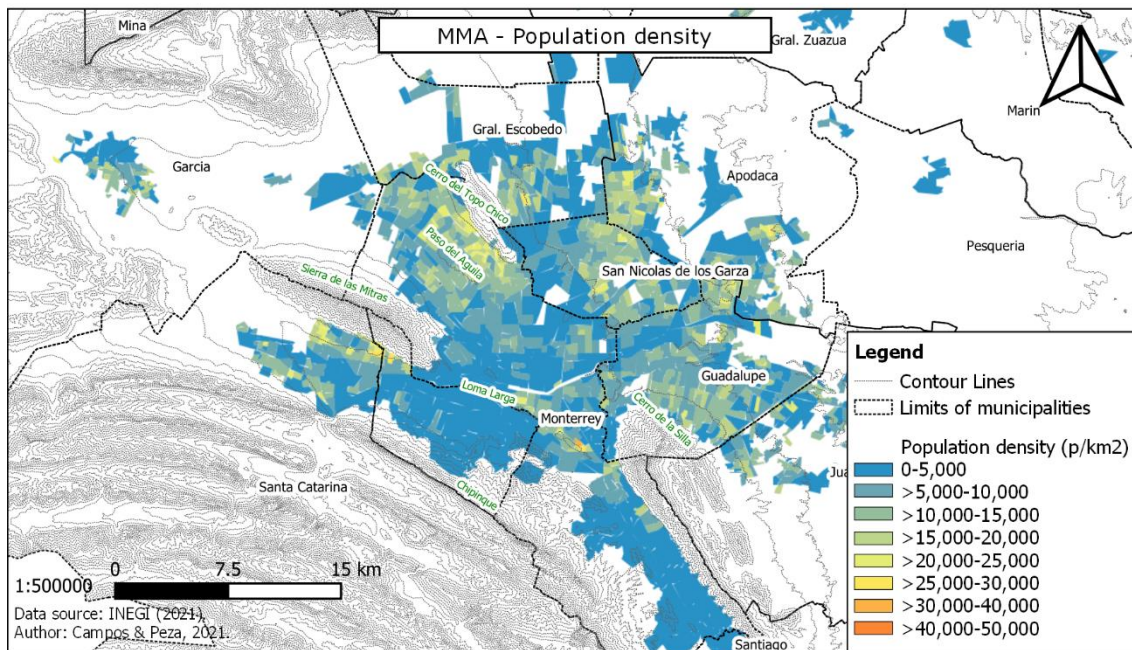 MMA - Population density
Mina
Gral. Zuazua
Marin
Gral. Escobedo
Garcia
Cerro del Topo Chico
Apodaca
Paso del Aguila
Pesqueria
San Nicolas de los Garza
Sierra de las Mitras
Guadalupe
Loma Larga
Monterrey
Cerro de la Silla
Santa Catarina
Chipinque
Santiago
Legend
Contour Lines
Limits of municipalities
Population density (p/km2)
0-5,000
>5,000-10,000
>10,000-15,000
>15,000-20,000
>20,000-25,000
>25,000-30,000
>30,000-40,000
>40,000-50,000
0 7.5 15 km
1:500000
Data source: INEGI (2021).
Author: Campos & Peza, 2021.